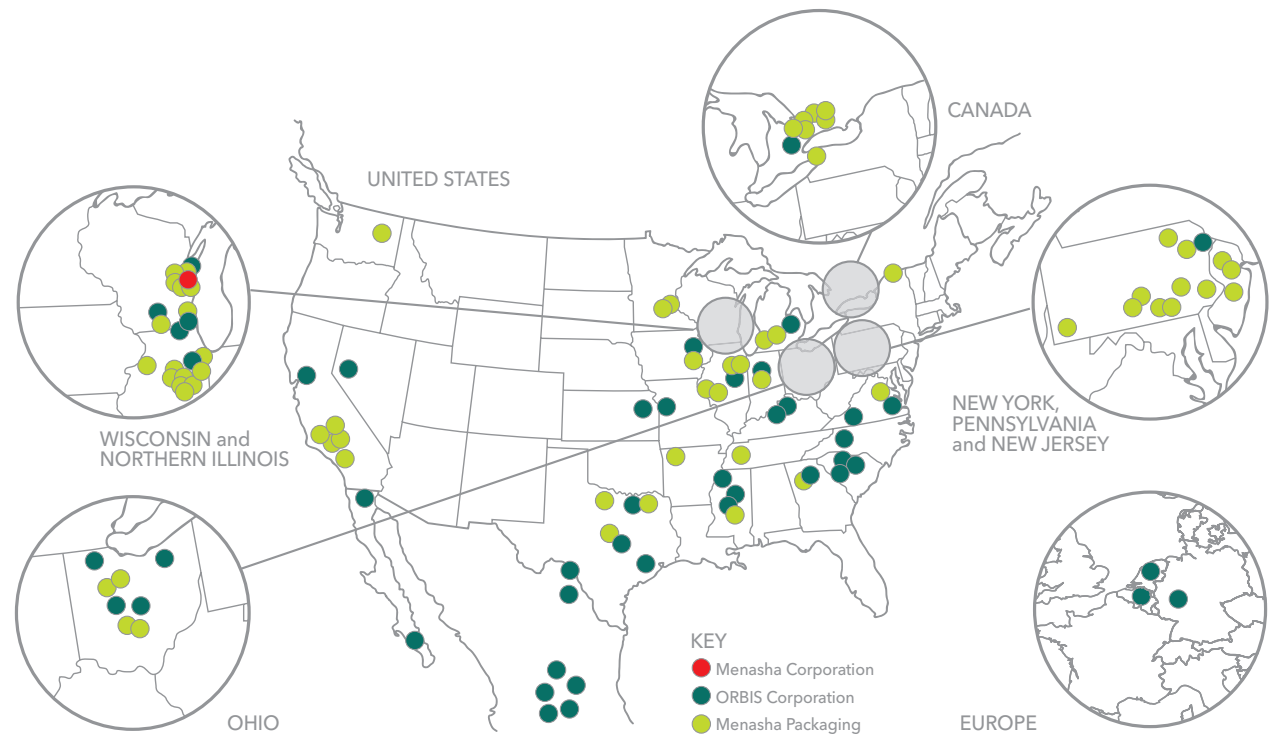 CANADA
UNITED STATES
WISCONSIN and
NORTHERN ILLINOIS
NEW YORK,
PENNSYLVANIA
and NEW JERSEY
OHIO
KEY
Menasha Corporation
ORBIS Corporation
Menasha Packaging
EUROPE